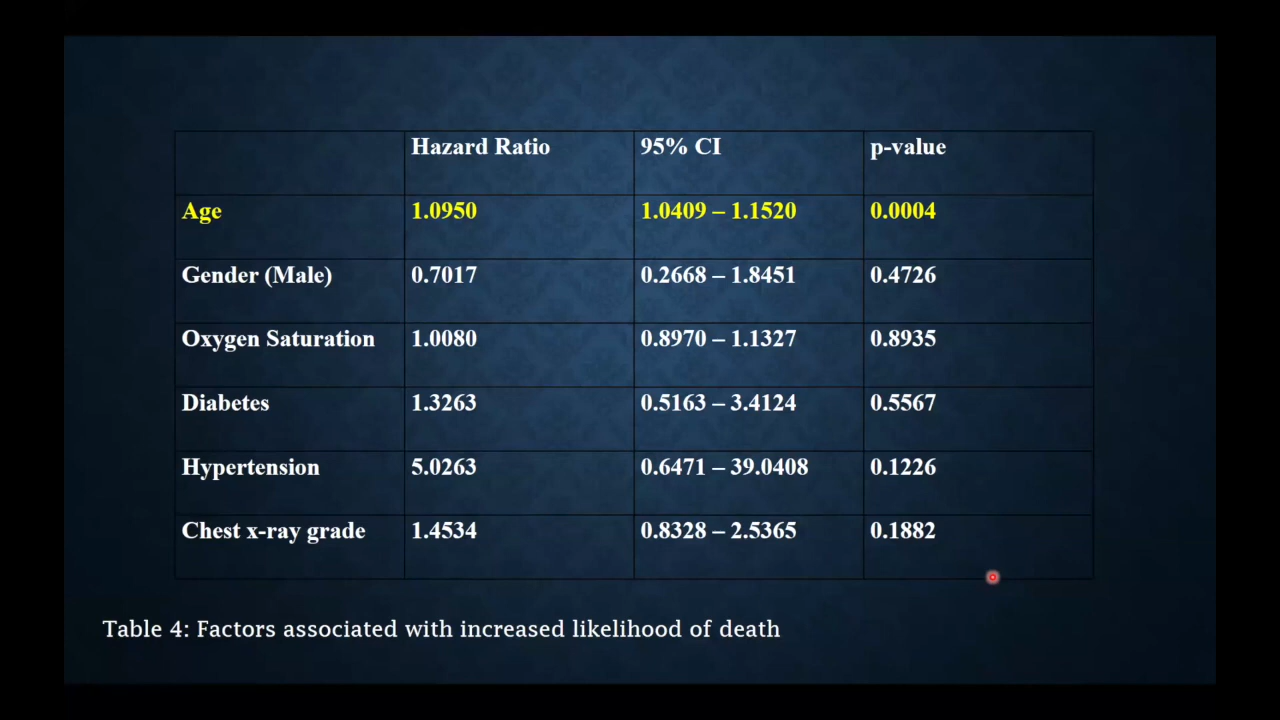 Hazard Ratio 95% CI p-value
Age 1.0950 1.0409 – 1.1520 0.0004
Gender (Male) 0.7017 0.2668 – 1.8451 0.4726
Oxygen Saturation 1.0080 0.8970 – 1.1327 0.8935
Diabetes 1.3263 0.5163 – 3.4124 0.5567
Hypertension 5.0263 0.6471 – 39.0408 0.1226
Chest x-ray grade 1.4534 0.8328 – 2.5365 0.1882
Table 4: Factors associated with increased likelihood of death